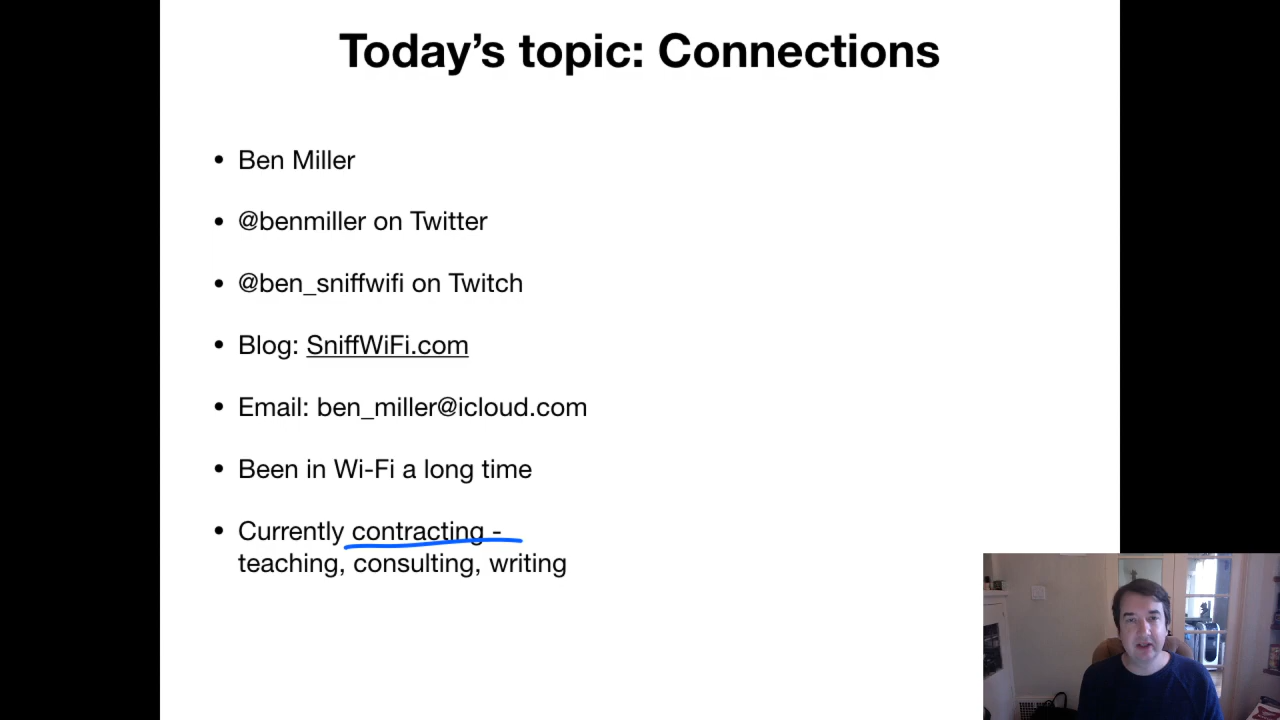 Today’s topic: Connections
• Ben Miller
• @benmiller on Twitter
• @ben_sniffwifi on Twitch
• Blog: SniffWiFi.com
• Email: ben_miller@icloud.com
• Been in Wi-Fi a long time
• Currently contracting -
teaching, consulting, writing